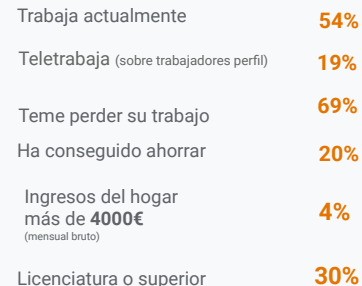 Trabaja actualmente 54%
Teletrabaja (sobre trabajadores perfil) 19%
Teme perder su trabajo 69%
Ha conseguido ahorrar 20%
Ingresos del hogar
más de 4000€ 4%
(mensual bruto)
Licenciatura o superior 30%